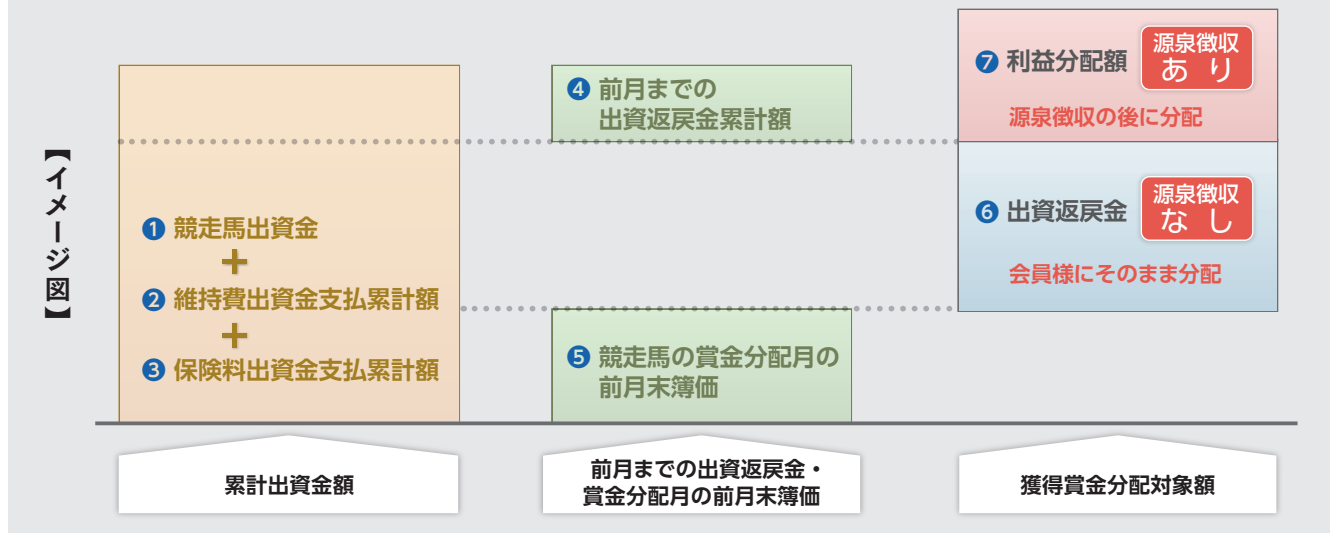 【イメージ図】
❶ 競走馬出資金
+
❷ 維持費出資金支払累計額
+
❸ 保険料出資金支払累計額
❹ 前月までの
出資返戻金累計額
❺ 競走馬の賞金分配月の
前月末簿価
❼ 利益分配額
源泉徴収
あり
源泉徴収の後に分配
❻ 出資返戻金
源泉徴収
なし
会員様にそのまま分配
累計出資金額
前月までの出資返戻金・
賞金分配月の前月末簿価
獲得賞金分配対象額